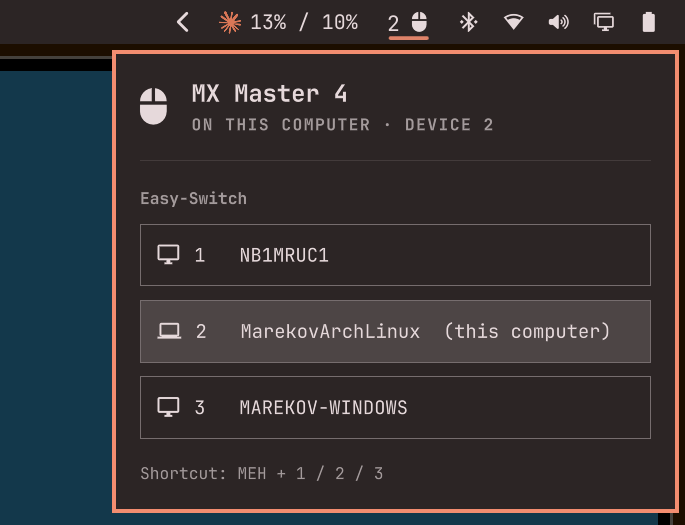 13% / 10% 2
MX Master 4
ON THIS COMPUTER · DEVICE 2
Easy-Switch
1 NB1MRUC1
2 MarekovArchLinux (this computer)
3 MAREKOV-WINDOWS
Shortcut: MEH + 1 / 2 / 3